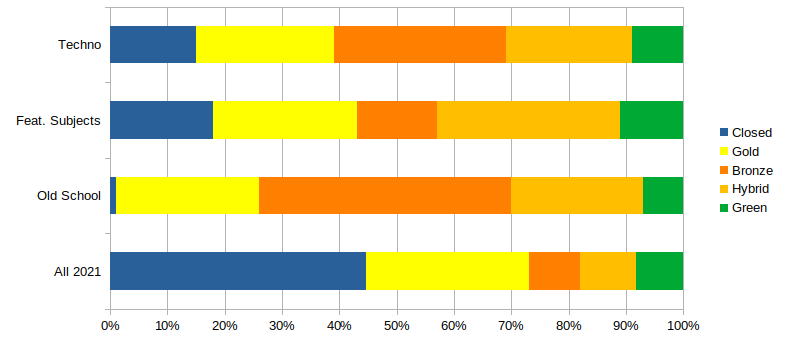 Techno
Feat. Subjects
Old School
All 2021
0% 10% 20% 30% 40% 50% 60% 70% 80% 90% 100%
Closed
Gold
Bronze
Hybrid
Green